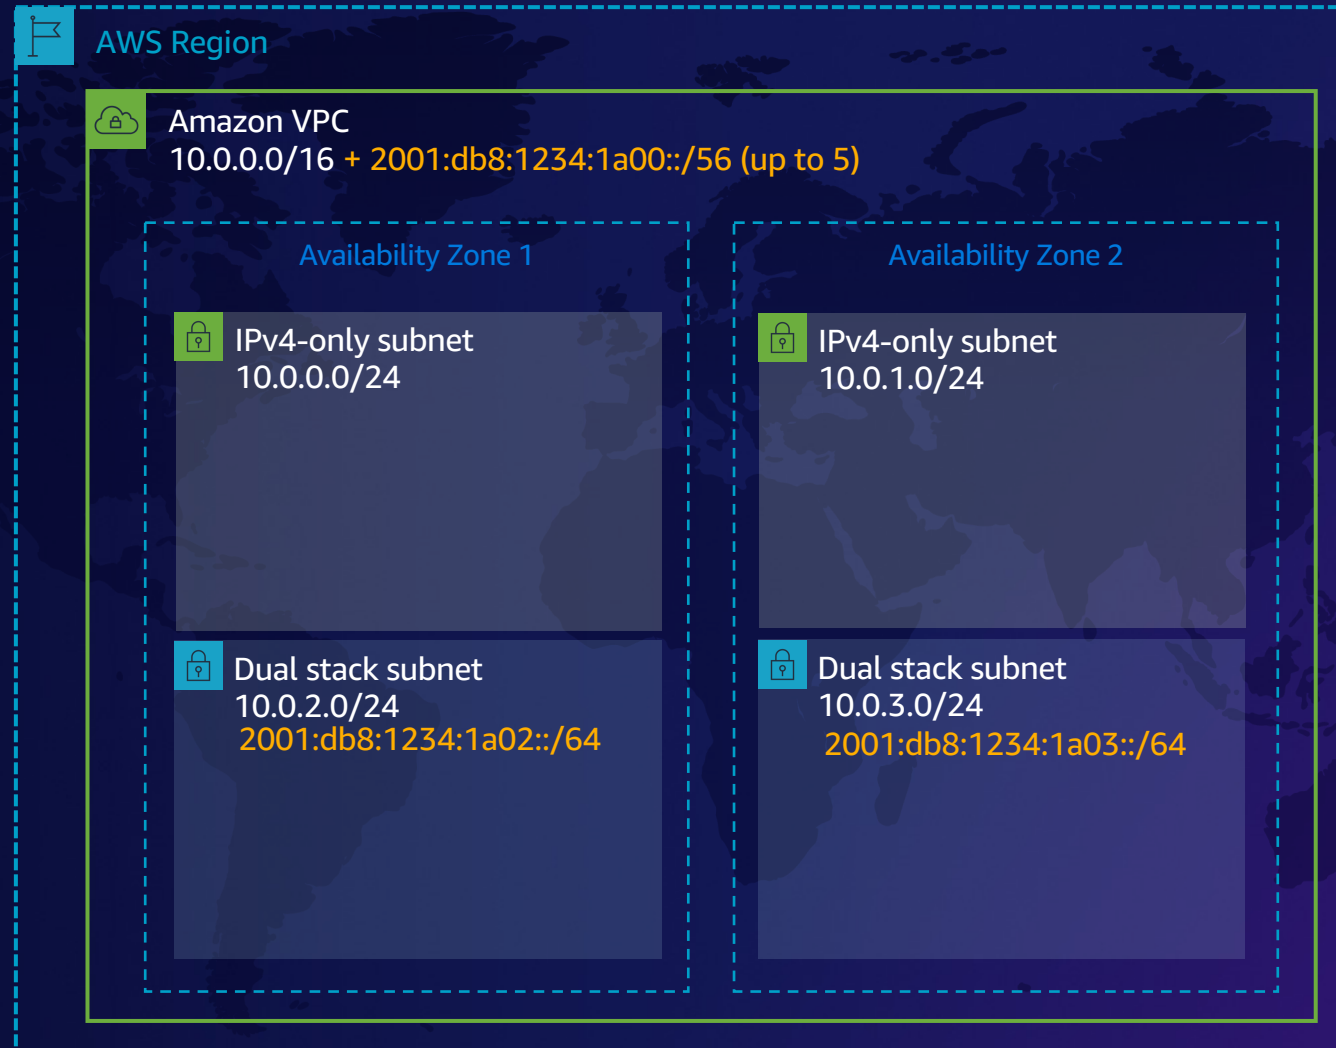 AWS Region
Amazon VPC
10.0.0.0/16 + 2001:db8:1234:1a00::/56 (up to 5)
Availability Zone 1
IPv4-only subnet
10.0.0.0/24
Dual stack subnet
10.0.2.0/24
2001:db8:1234:1a02::/64
Availability Zone 2
IPv4-only subnet
10.0.1.0/24
Dual stack subnet
10.0.3.0/24
2001:db8:1234:1a03::/64